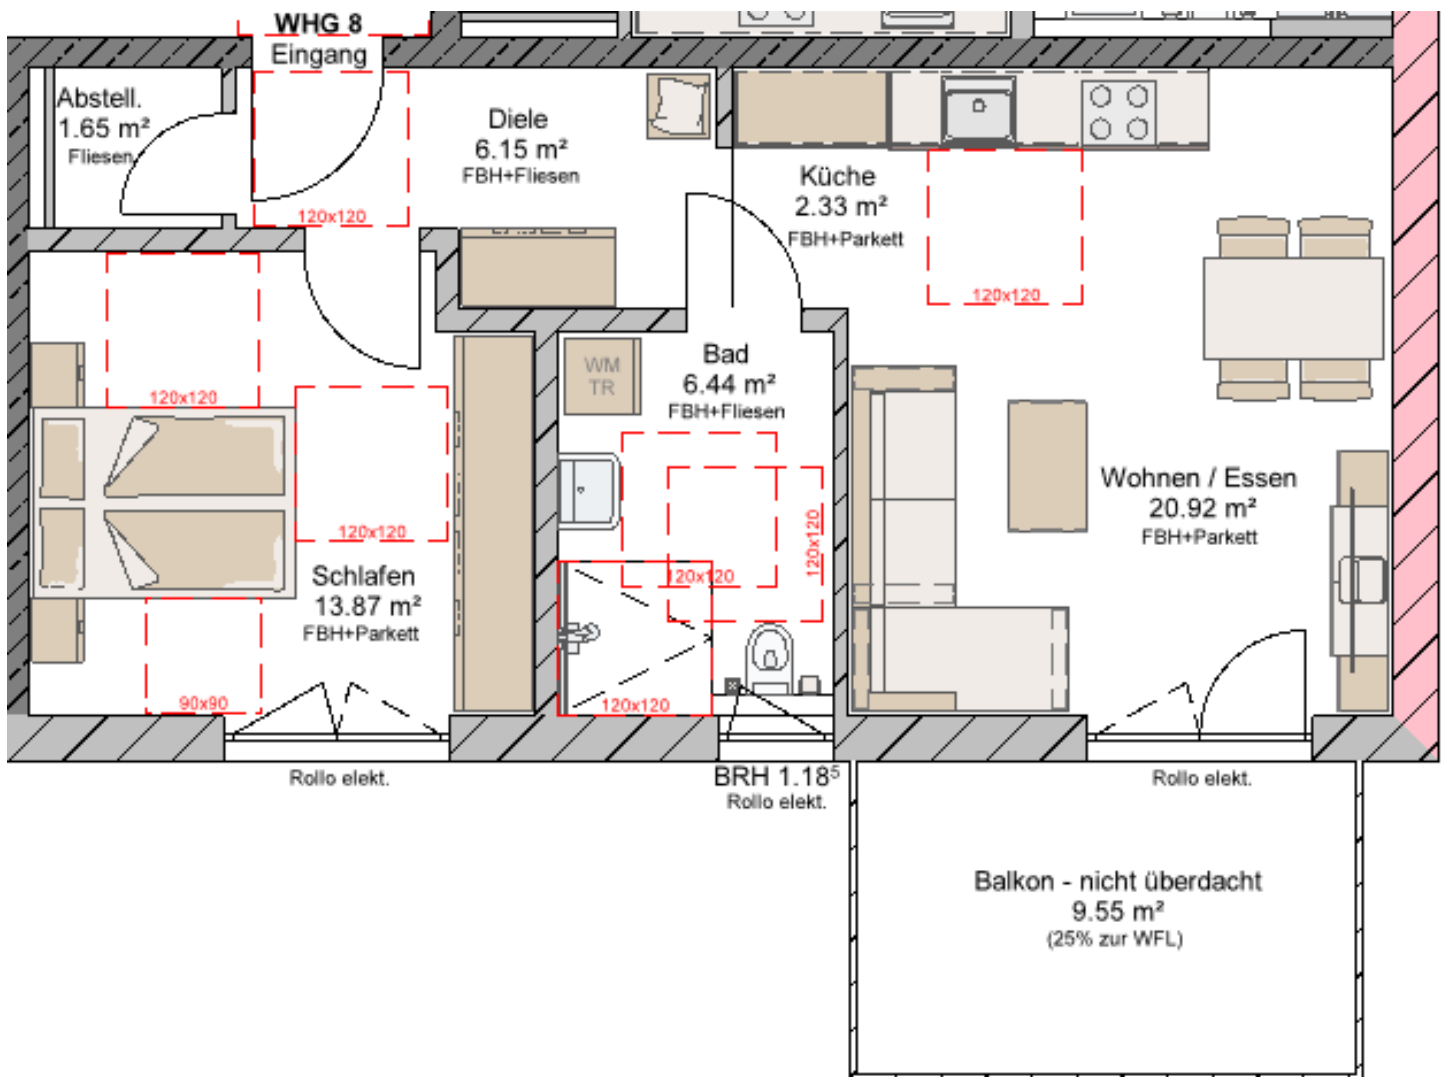 WHG 8
Eingang
Abstell.
1.65 m²
Fliesen
120x120
Diele
6.15 m²
FBH+Fliesen
Küche
2.33 m²
FBH+Parkett
120x120
120x120
120x120
Schlafen
13.87 m²
FBH+Parkett
90x90
WM
TR
Bad
6.44 m²
FBH+Fliesen
120x120
120x120
120x120
Wohnen / Essen
20.92 m²
FBH+Parkett
Rollo elekt.
BRH 1.18⁵
Rollo elekt.
Rollo elekt.
Balkon - nicht überdacht
9.55 m²
(25% zur WFL)